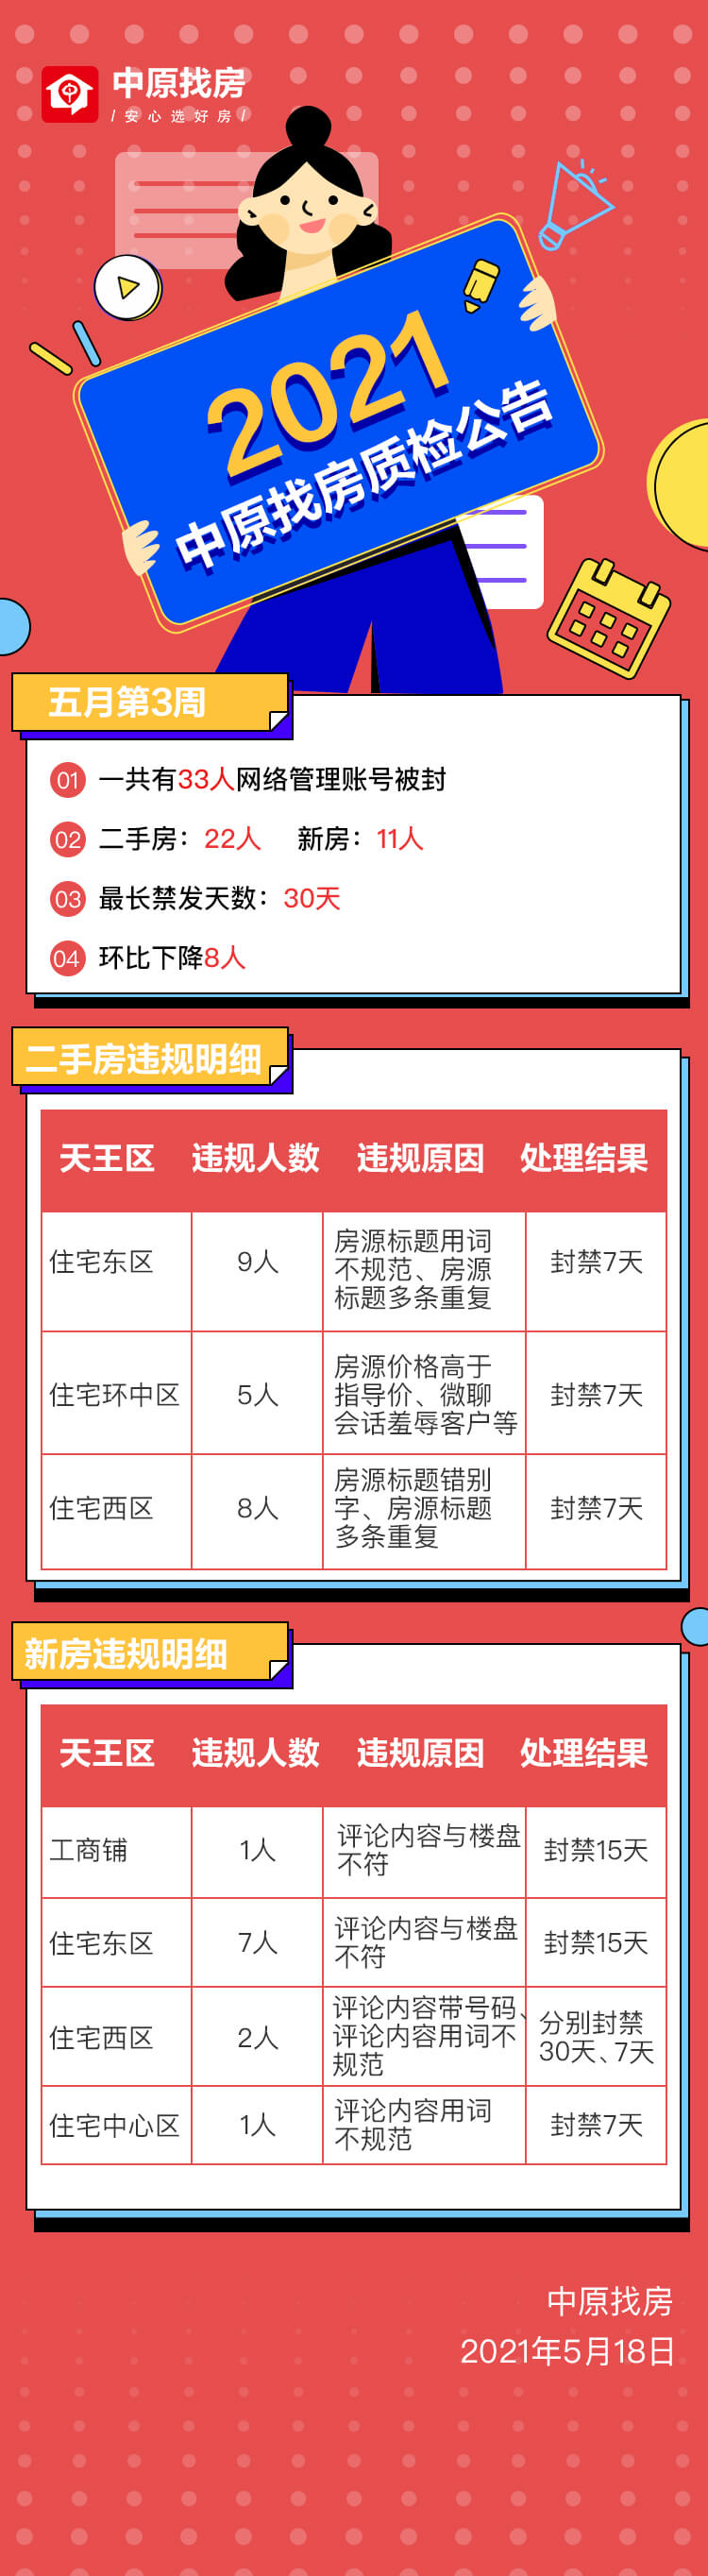 中原找房
/安心选好房/
2021
中原找房质检公告
五月第3周
01 一共有33人网络管理账号被封
02 二手房：22人 新房：11人
03 最长禁发天数：30天
04 环比下降8人
二手房违规明细
天王区 违规人数 违规原因 处理结果
住宅东区
9人
房源标题用词
不规范、房源
标题多条重复
封禁7天
住宅环中区
5人
房源价格高于
指导价、微聊
会话羞辱客户等
封禁7天
住宅西区
8人
房源标题错别
字、房源标题
多条重复
封禁7天
新房违规明细
天王区 违规人数 违规原因 处理结果
工商铺
1人
评论内容与楼盘
不符
封禁15天
住宅东区
7人
评论内容与楼盘
不符
封禁15天
住宅西区
2人
评论内容带号码、
评论内容用词不
规范
分别封禁
30天、7天
住宅中心区
1人
评论内容用词
不规范
封禁7天
中原找房
2021年5月18日